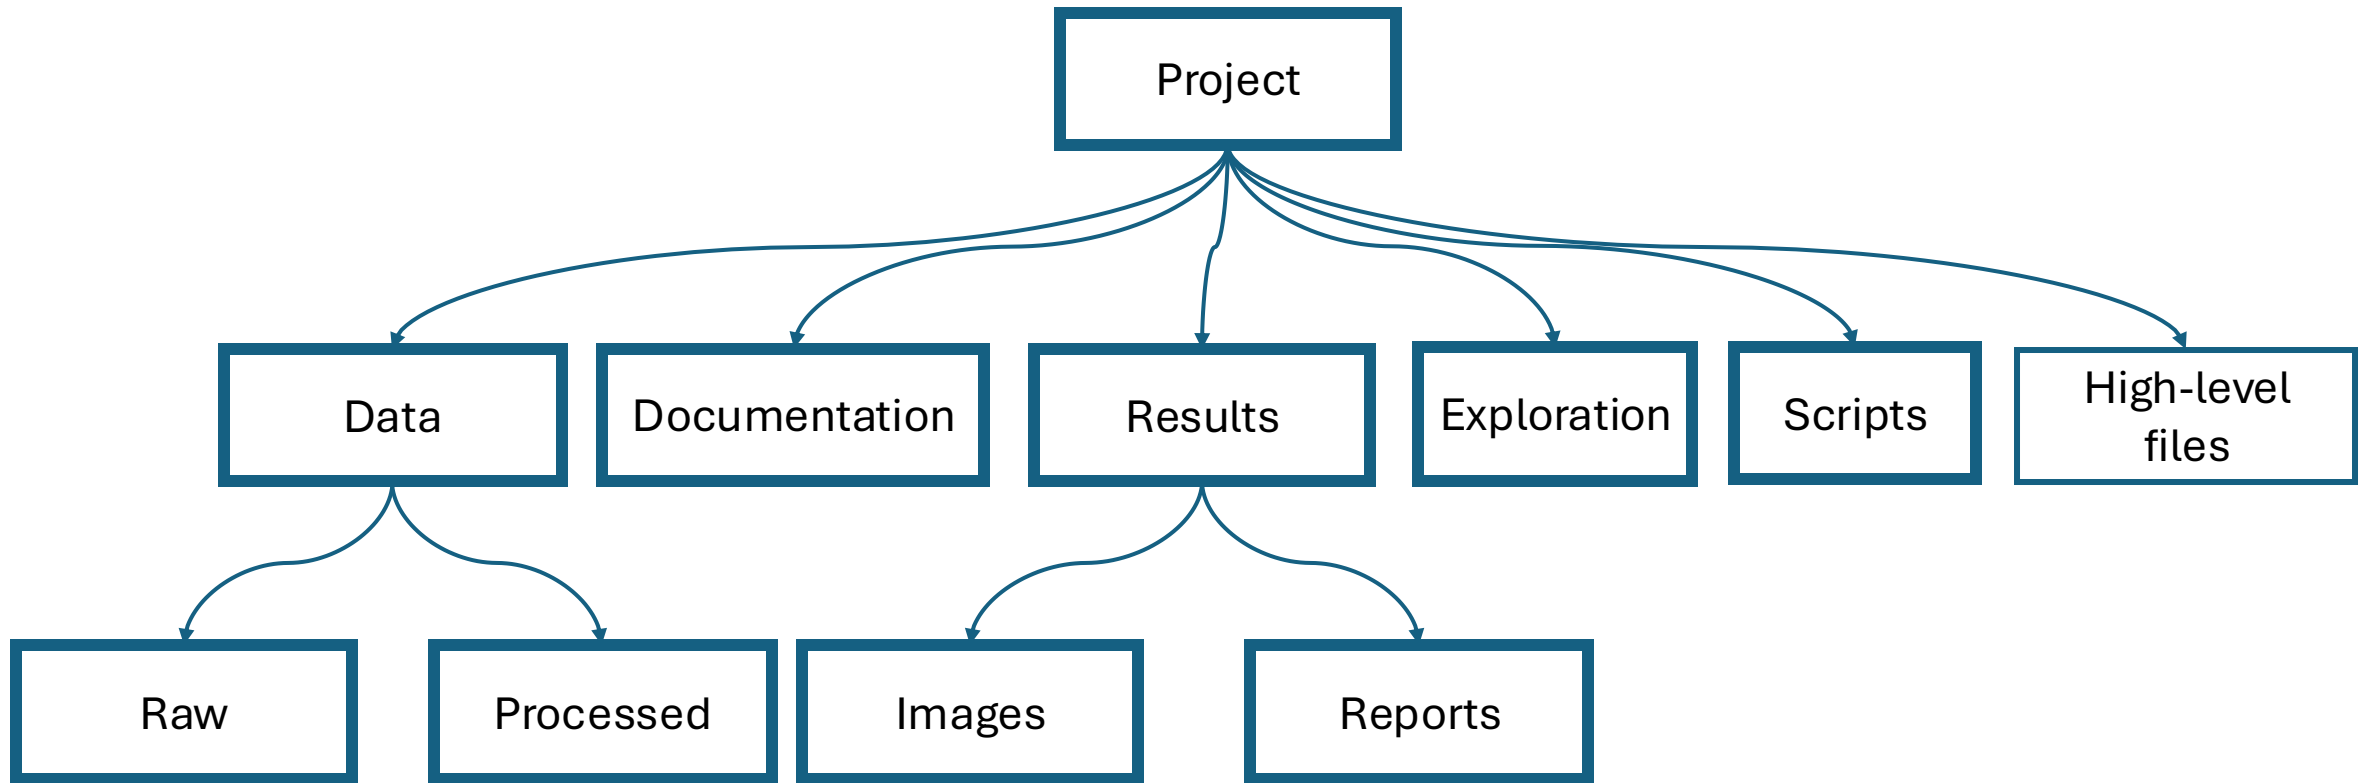 Project
Data
Documentation
Results
Exploration
Scripts
High-level
files
Raw
Processed
Images
Reports